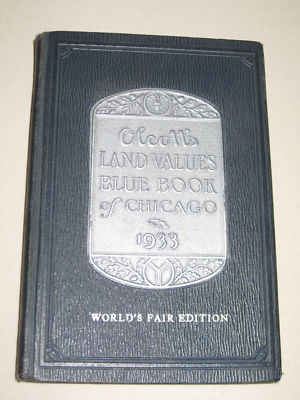 Olcott's
LAND VALUES
BLUE BOOK
of CHICAGO
1933
WORLD'S FAIR EDITION